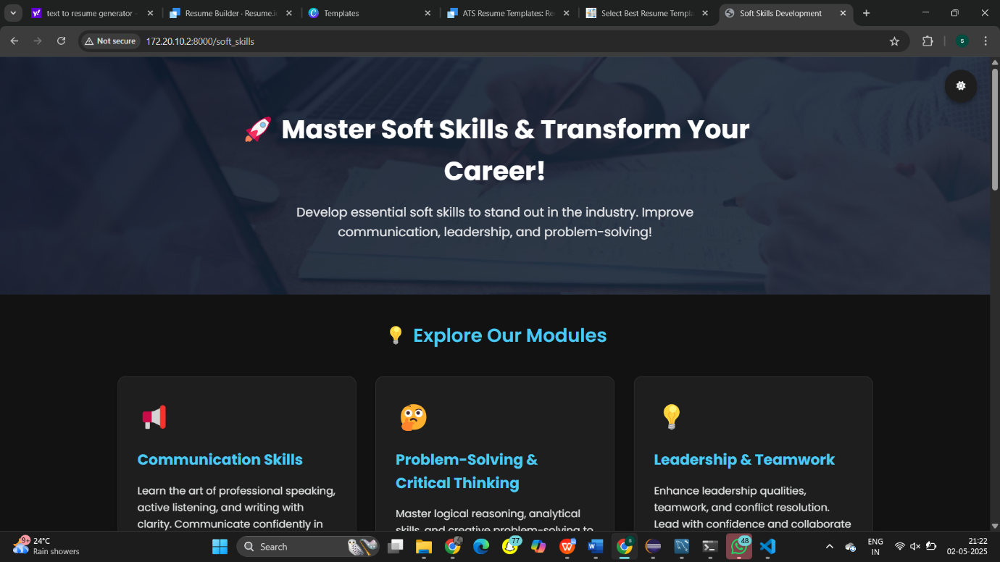 text to resume generator -
Resume Builder · Resume.i
Templates
ATS Resume Templates: Re
Select Best Resume Templa
Soft Skills Development
Not secure
172.20.10.2:8000/soft_skills
S
Master Soft Skills & Transform Your
Career!
Develop essential soft skills to stand out in the industry. Improve
communication, leadership, and problem-solving!
Explore Our Modules
Communication Skills
Learn the art of professional speaking,
active listening, and writing with
clarity. Communicate confidently in
Problem-Solving &
Critical Thinking
Master logical reasoning, analytical
skills, and creative problem-solving to
Leadership & Teamwork
Enhance leadership qualities,
teamwork, and conflict resolution.
Lead with confidence and collaborate
9+
24°C
Rain showers
Search
77
48
ENG
IN
21:22
02-05-2025